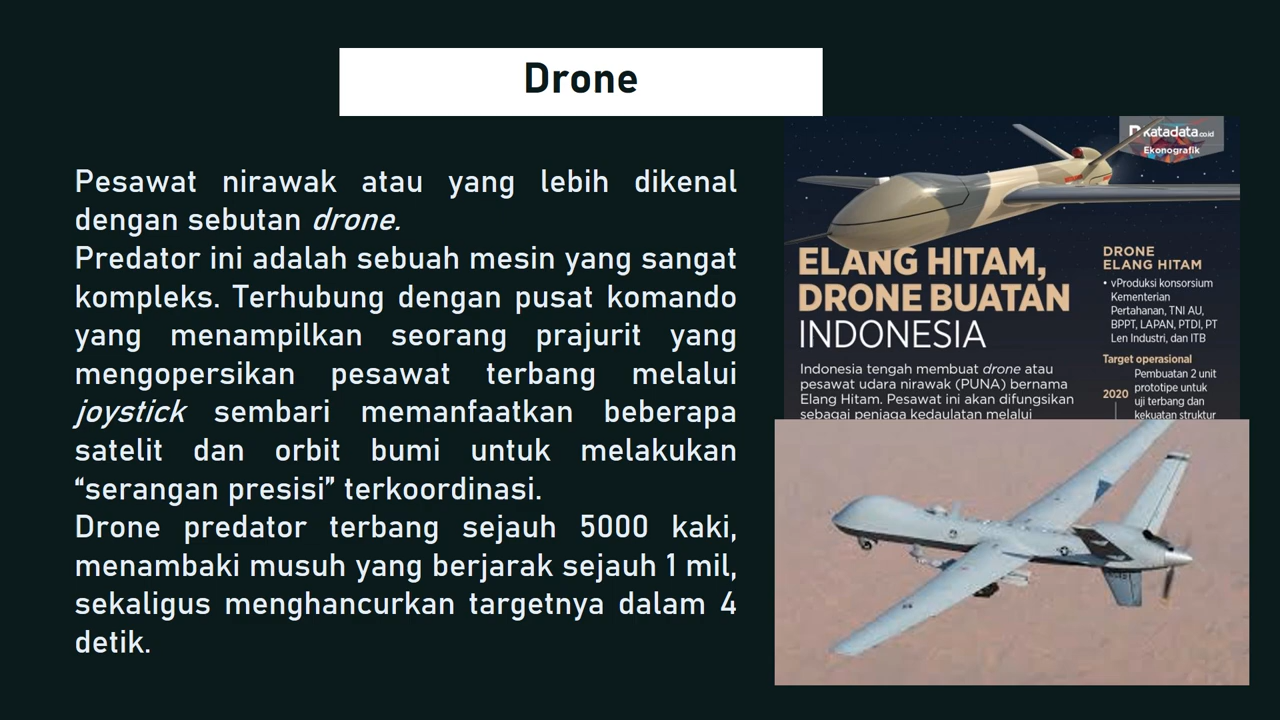 Drone
Pesawat nirawak atau yang lebih dikenal
dengan sebutan drone.
Predator ini adalah sebuah mesin yang sangat
kompleks. Terhubung dengan pusat komando
yang menampilkan seorang prajurit yang
mengopersikan pesawat terbang melalui
joystick sembari memanfaatkan beberapa
satelit dan orbit bumi untuk melakukan
“serangan presisi” terkoordinasi.
Drone predator terbang sejauh 5000 kaki,
menambaki musuh yang berjarak sejauh 1 mil,
sekaligus menghancurkan targetnya dalam 4
detik.
katadata.co.id
Ekonografik
ELANG HITAM,
DRONE BUATAN
INDONESIA
Indonesia tengah membuat drone atau
pesawat udara nirawak (PUNA) bernama
Elang Hitam. Pesawat ini akan difungsikan
sebagai penjaga kedaulatan melalui
DRONE
ELANG HITAM
• vProduksi konsorsium
Kementerian
Pertahanan, TNI AU,
BPPT, LAPAN, PTDI, PT
Len Industri, dan ITB
Target operasional
2020
Pembuatan 2 unit
prototipe untuk
uji terbang dan
kekuatan struktur